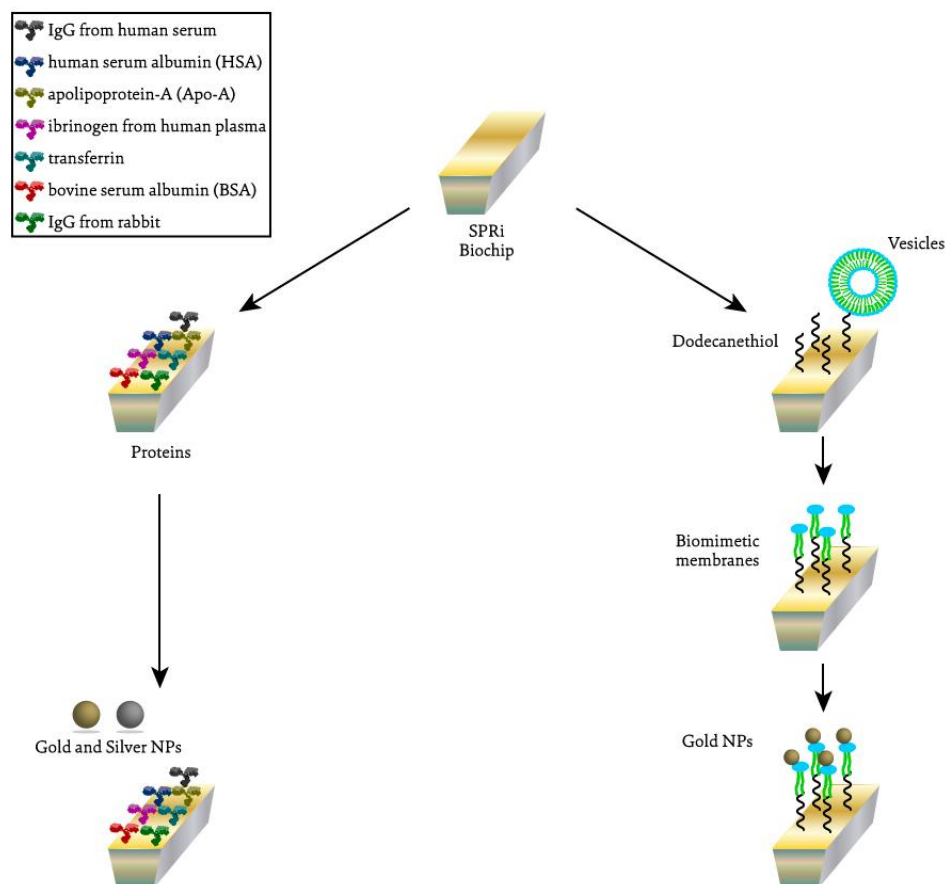 IgG from human serum
human serum albumin (HSA)
apolipoprotein-A (Apo-A)
ibrinogen from human plasma
transferrin
bovine serum albumin (BSA)
IgG from rabbit
SPRi
Biochip
Vesicles
Dodecanethiol
Proteins
Biomimetic
membranes
Gold and Silver NPs
Gold NPs